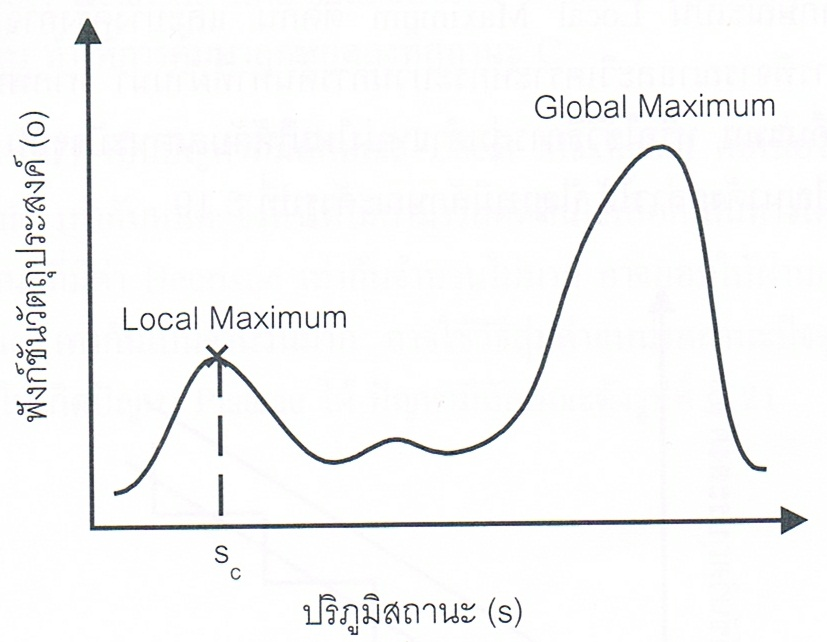 Global Maximum
ฟังก์ชันวัตถุประสงค์ (o)
Local Maximum
s_c
ปริภูมิสถานะ (s)